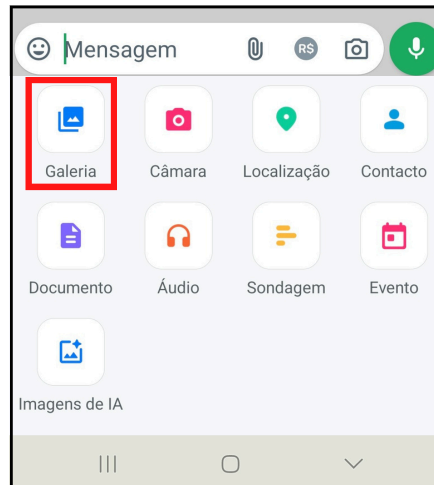 Mensagem R$
Galeria Câmara Localização Contacto
Documento Áudio Sondagem Evento
Imagens de IA